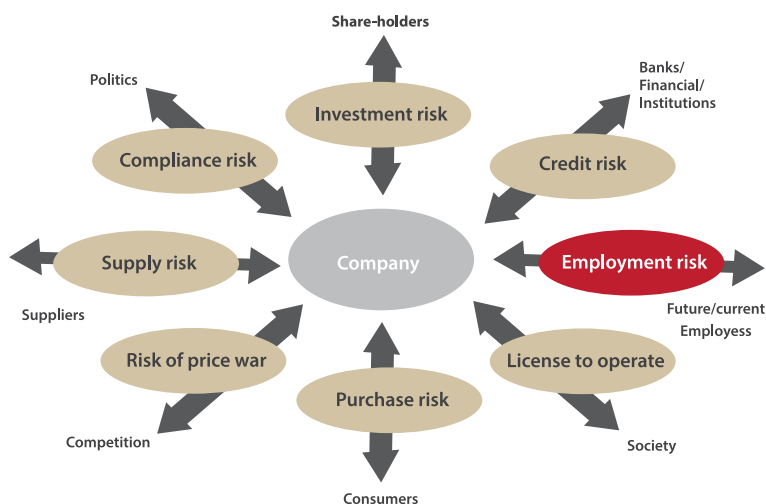 Share-holders
Politics
Banks/
Financial/
Institutions
Investment risk
Compliance risk
Credit risk
Supply risk
Company
Employment risk
Suppliers
Future/current
Employess
Risk of price war
License to operate
Purchase risk
Competition
Society
Consumers